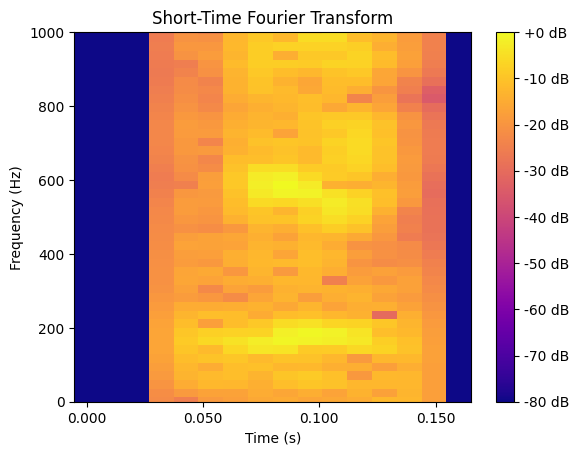 Short-Time Fourier Transform
1000
800
600
400
200
0
Frequency (Hz)
0.000
0.050
0.100
0.150
Time (s)
+0 dB
-10 dB
-20 dB
-30 dB
-40 dB
-50 dB
-60 dB
-70 dB
-80 dB